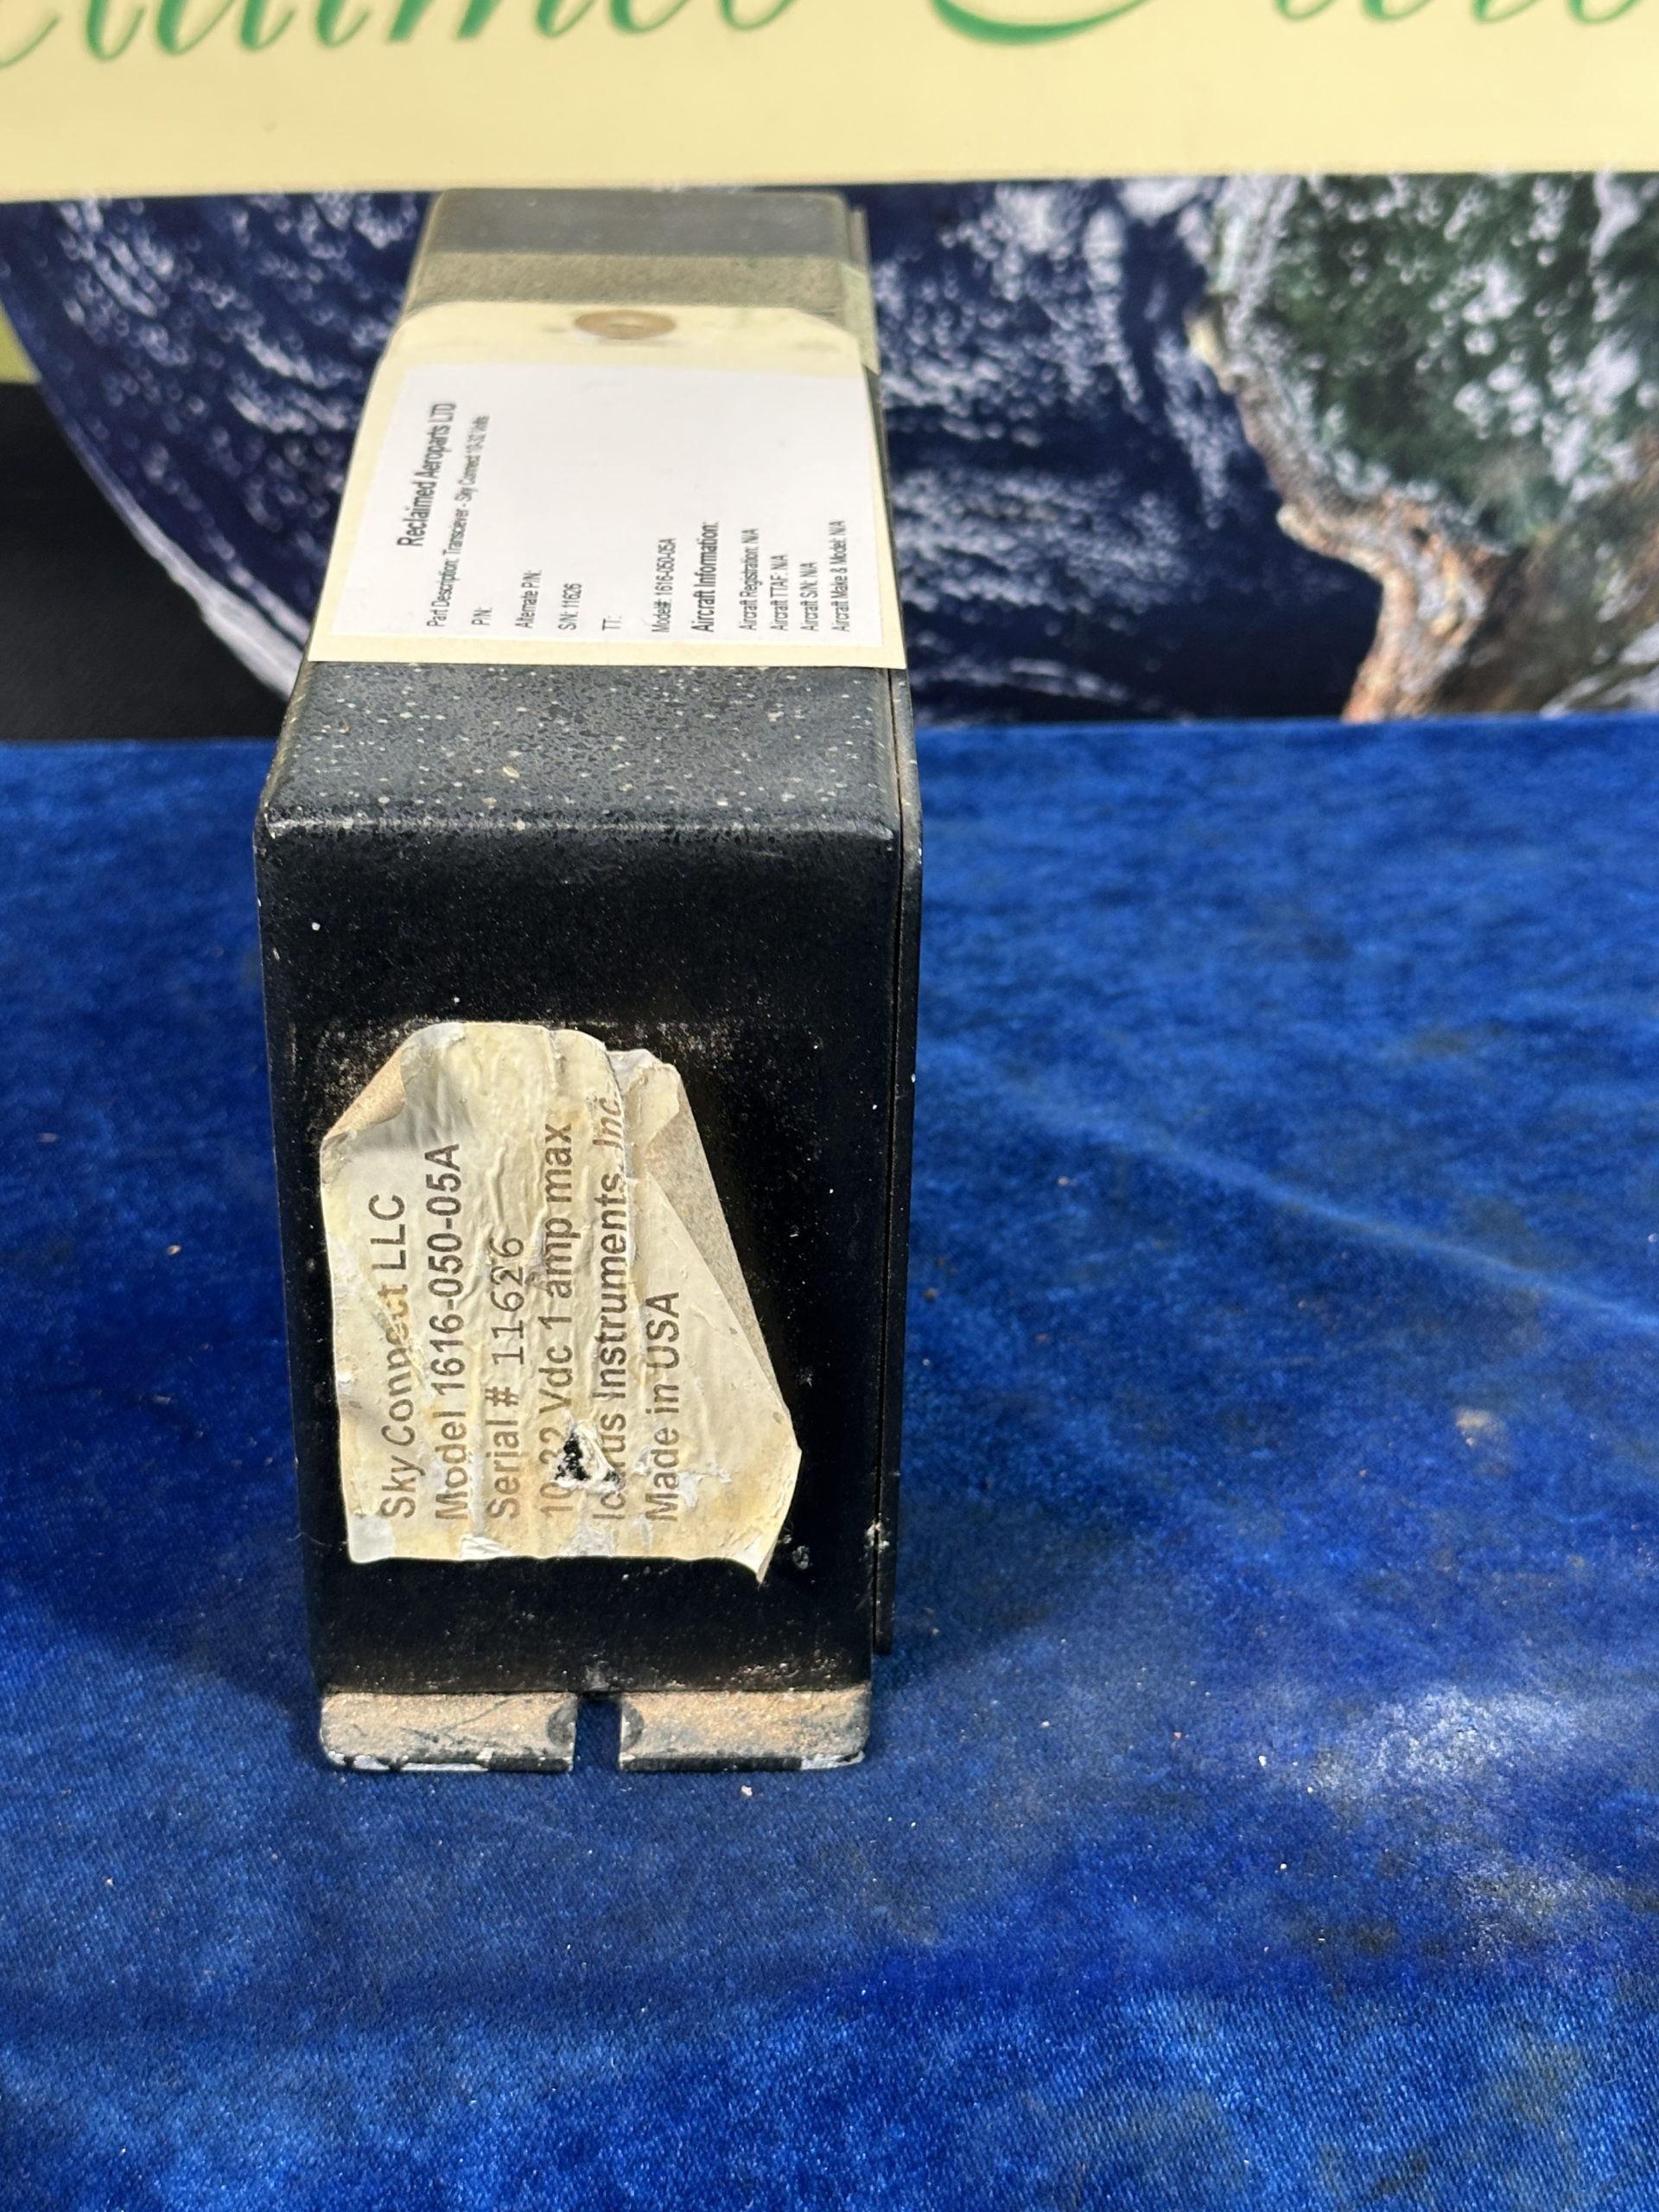 Reclaimed Aeroparts LTD
Part Description: Transciever - Sky Connect 10-32 Volts
P/N:
Alternate P/N:
S/N: 11626
TT:
Model#: 1616-050-05A
Aircraft Information:
Aircraft Registration: N/A
Aircraft TTAF: N/A
Aircraft S/N: N/A
Aircraft Make & Model: N/A
Sky Connect LLC
Model 1616-050-05A
Serial # 11626
10-32 Vdc 1 amp max
Icarus Instruments, Inc.
Made in USA